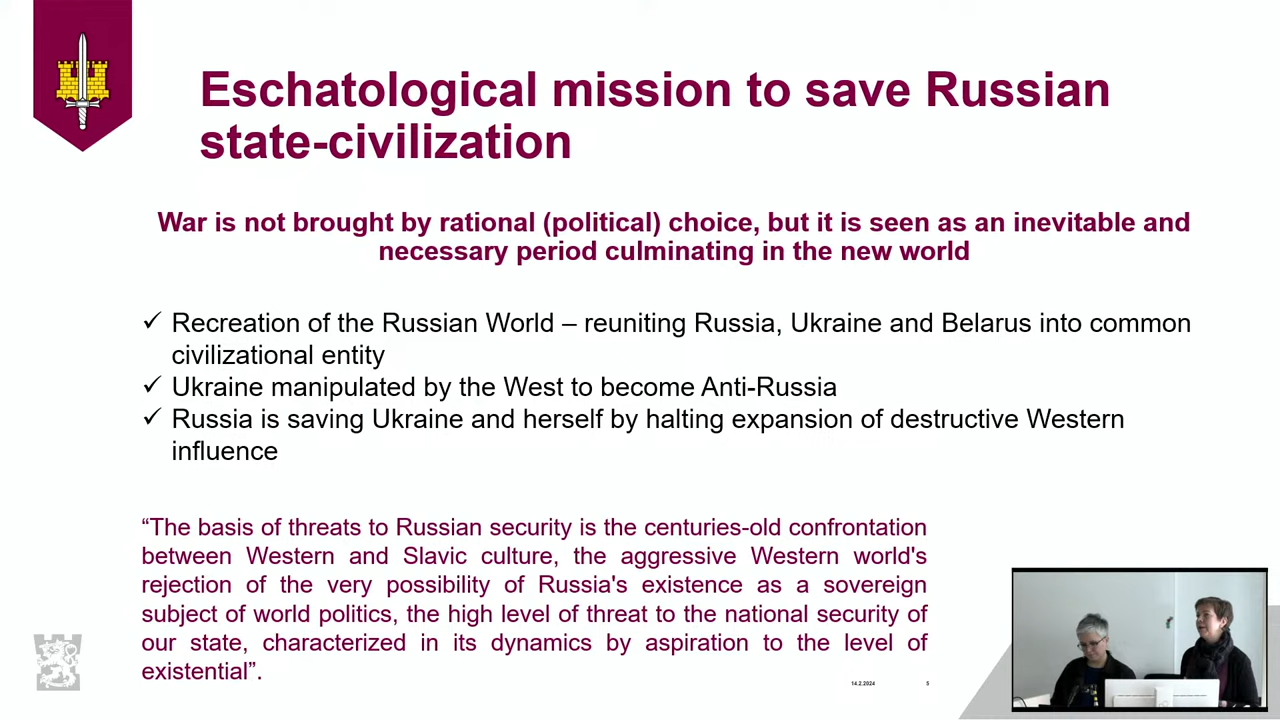 Eschatological mission to save Russian
state-civilization
War is not brought by rational (political) choice, but it is seen as an inevitable and
necessary period culminating in the new world
✓ Recreation of the Russian World – reuniting Russia, Ukraine and Belarus into common
civilizational entity
✓ Ukraine manipulated by the West to become Anti-Russia
✓ Russia is saving Ukraine and herself by halting expansion of destructive Western
influence
“The basis of threats to Russian security is the centuries-old confrontation
between Western and Slavic culture, the aggressive Western world's
rejection of the very possibility of Russia's existence as a sovereign
subject of world politics, the high level of threat to the national security of
our state, characterized in its dynamics by aspiration to the level of
existential”.
14.2.2024 5